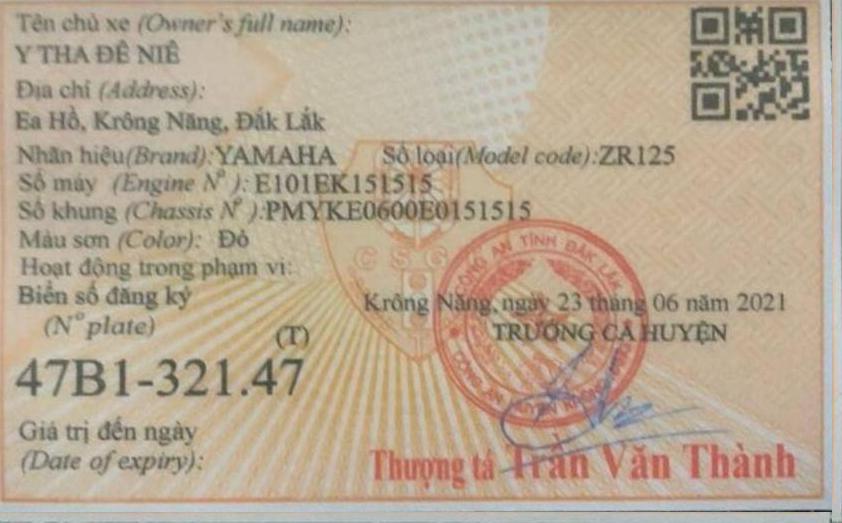 Tên chủ xe (Owner's full name):
Y THA ĐÊ NIÊ
Địa chỉ (Address):
Ea Hồ, Krông Năng, Đắk Lắk
Nhãn hiệu(Brand):YAMAHA Số loại(Model code):ZR125
Số máy (Engine Nº ): E101EK151515
Số khung (Chassis Nº ):PMYKE0600E0151515
Màu sơn (Color): Đỏ
Hoạt động trong phạm vi:
Biển số đăng ký
(Nº plate)
(T)
47B1-321.47
Giá trị đến ngày
(Date of expiry):
CSGT
Krông Năng, ngày 23 tháng 06 năm 2021
TRƯỞNG CA HUYỆN
CÔNG AN TỈNH ĐẮK LẮK
CÔNG AN HUYỆN KRÔNG NĂNG
Thượng tá Trần Văn Thành